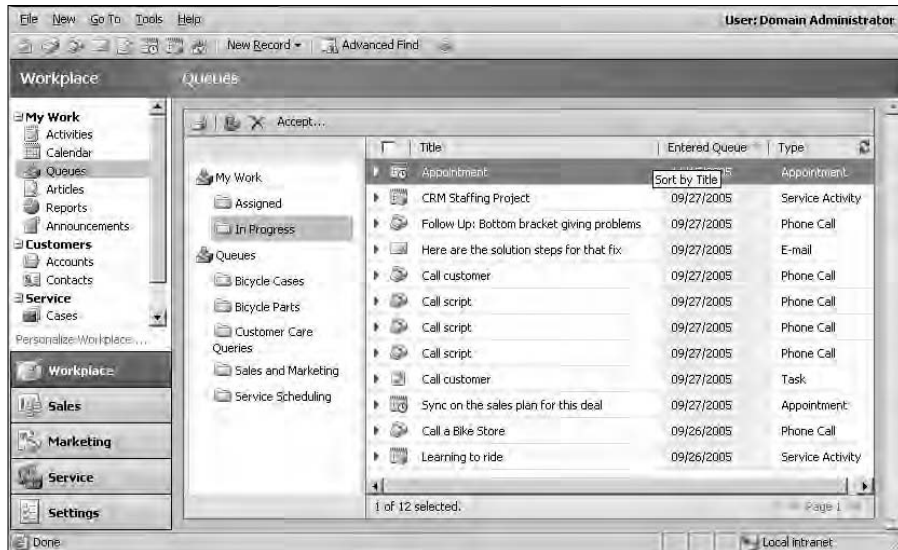 File New Go To Tools Help User: Domain Administrator
New Record Advanced Find
Workplace Queues
My Work
Activities
Calendar
Queues
Articles
Reports
Announcements
Customers
Accounts
Contacts
Service
Cases
Personalize Workplace...
Workplace
Sales
Marketing
Service
Settings
Accept...
My Work
Assigned
In Progress
Queues
Bicycle Cases
Bicycle Parts
Customer Care
Queries
Sales and Marketing
Service Scheduling
Title Entered Queue Type
Appointment Appointment
Sort by Title
CRM Staffing Project 09/27/2005 Service Activity
Follow Up: Bottom bracket giving problems 09/27/2005 Phone Call
Here are the solution steps for that fix 09/27/2005 E-mail
Call customer 09/27/2005 Phone Call
Call script 09/27/2005 Phone Call
Call script 09/27/2005 Phone Call
Call script 09/27/2005 Phone Call
Call customer 09/27/2005 Task
Sync on the sales plan for this deal 09/27/2005 Appointment
Call a Bike Store 09/26/2005 Phone Call
Learning to ride 09/26/2005 Service Activity
1 of 12 selected. Page 1
Done Local intranet